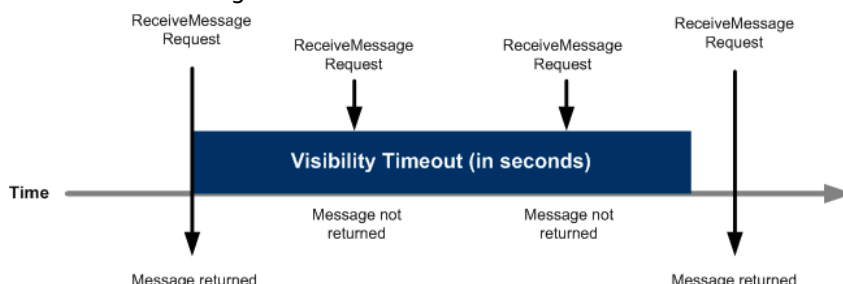 ReceiveMessage
Request
ReceiveMessage
Request
ReceiveMessage
Request
ReceiveMessage
Request
Visibility Timeout (in seconds)
Time
Message not
returned
Message not
returned
Message returned
Message returned